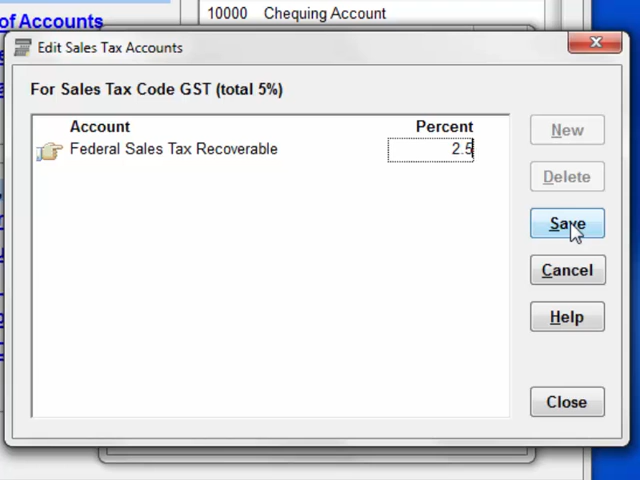 of Accounts
10000 Chequing Account
Edit Sales Tax Accounts
For Sales Tax Code GST (total 5%)
Account Percent
Federal Sales Tax Recoverable 2.5
New
Delete
Save
Cancel
Help
Close